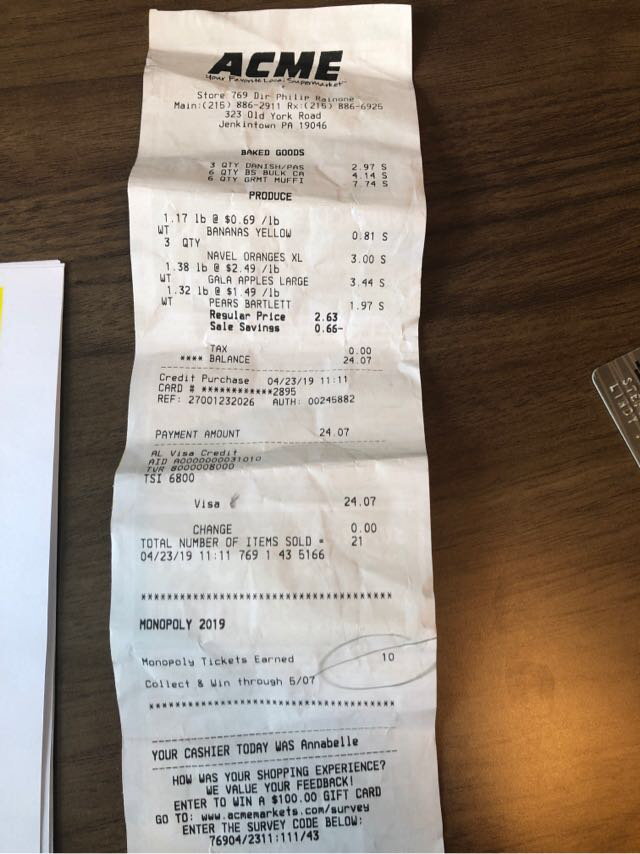 ACME
Your Favorite Local Supermarket
Store 769 Dir Philip Rainone
Main:(215) 886-2911 Rx:(215) 886-6925
323 Old York Road
Jenkintown PA 19046
BAKED GOODS
3 QTY DANISH/PAS 2.97 S
6 QTY BS BULK CA 4.14 S
6 QTY GRMT MUFFI 7.74 S
PRODUCE
1.17 lb @ $0.69 /lb
WT BANANAS YELLOW 0.81 S
3 QTY
NAVEL ORANGES XL 3.00 S
1.38 lb @ $2.49 /lb
WT GALA APPLES LARGE 3.44 S
1.32 lb @ $1.49 /lb
WT PEARS BARTLETT 1.97 S
Regular Price 2.63
Sale Savings 0.66-
TAX 0.00
**** BALANCE 24.07
Credit Purchase 04/23/19 11:11
CARD # ************2895
REF: 27001232026 AUTH: 00245882
PAYMENT AMOUNT 24.07
AL Visa Credit
AID A0000000031010
TVR 8000008000
TSI 6800
Visa 24.07
CHANGE 0.00
TOTAL NUMBER OF ITEMS SOLD = 21
04/23/19 11:11 769 1 43 5166
****************************************
MONOPOLY 2019
Monopoly Tickets Earned 10
Collect & Win through 5/07
****************************************
YOUR CASHIER TODAY WAS Annabelle
HOW WAS YOUR SHOPPING EXPERIENCE?
WE VALUE YOUR FEEDBACK!
ENTER TO WIN A $100.00 GIFT CARD
GO TO: www.acmemarkets.com/survey
ENTER THE SURVEY CODE BELOW:
76904/2311:111/43